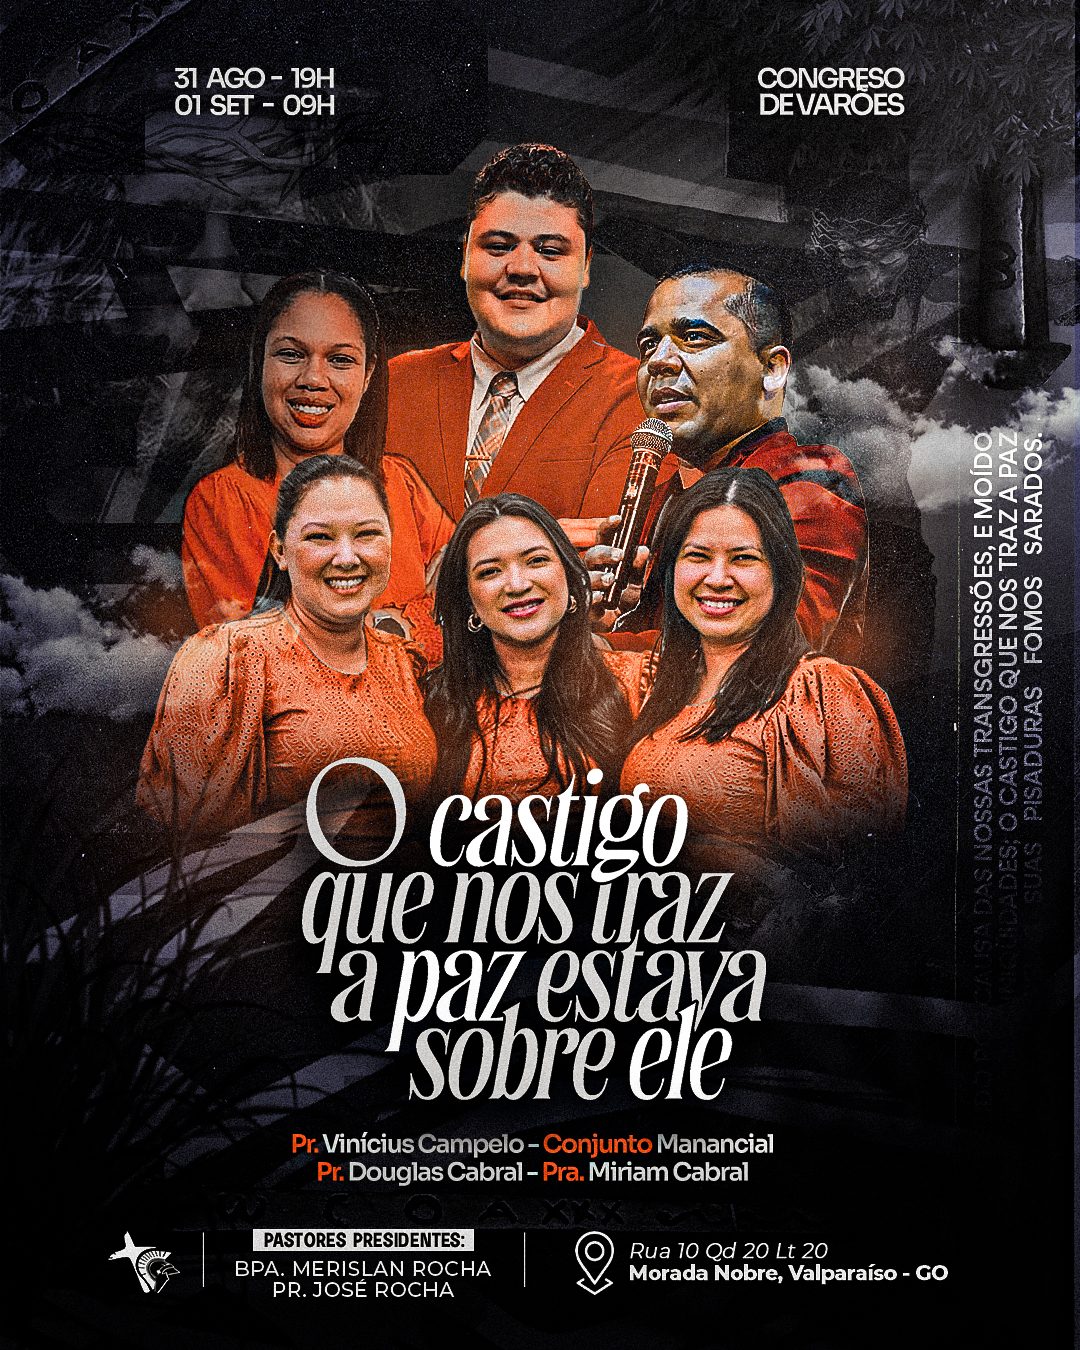 31 AGO - 19H
01 SET - 09H
CONGRESO
DE VARÕES
O castigo
que nos traz
a paz estava
sobre ele
TRANSGRESSÕES, E MOÍDO
DAS NOSSAS
O CASTIGO QUE NOS TRAZ A PAZ
SUAS PISADURAS FOMOS SARADOS.
Pr. Vinícius Campelo - Conjunto Manancial
Pr. Douglas Cabral - Pra. Miriam Cabral
PASTORES PRESIDENTES:
BPA. MERISLAN ROCHA
PR. JOSÉ ROCHA
Rua 10 Qd 20 Lt 20
Morada Nobre, Valparaíso - GO